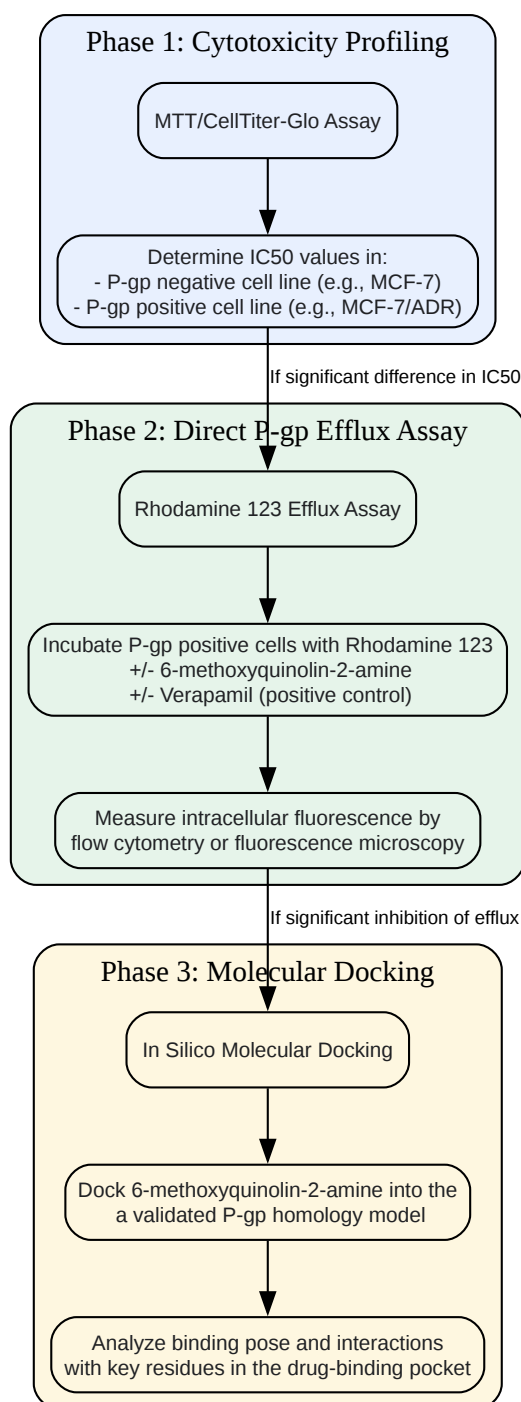 Phase 1: Cytotoxicity Profiling
MTT/CellTiter-Glo Assay
Determine IC50 values in:
- P-gp negative cell line (e.g., MCF-7)
- P-gp positive cell line (e.g., MCF-7/ADR)
If significant difference in IC50
Phase 2: Direct P-gp Efflux Assay
Rhodamine 123 Efflux Assay
Incubate P-gp positive cells with Rhodamine 123
+/- 6-methoxyquinolin-2-amine
+/- Verapamil (positive control)
Measure intracellular fluorescence by
flow cytometry or fluorescence microscopy
If significant inhibition of efflux
Phase 3: Molecular Docking
In Silico Molecular Docking
Dock 6-methoxyquinolin-2-amine into the
a validated P-gp homology model
Analyze binding pose and interactions
with key residues in the drug-binding pocket